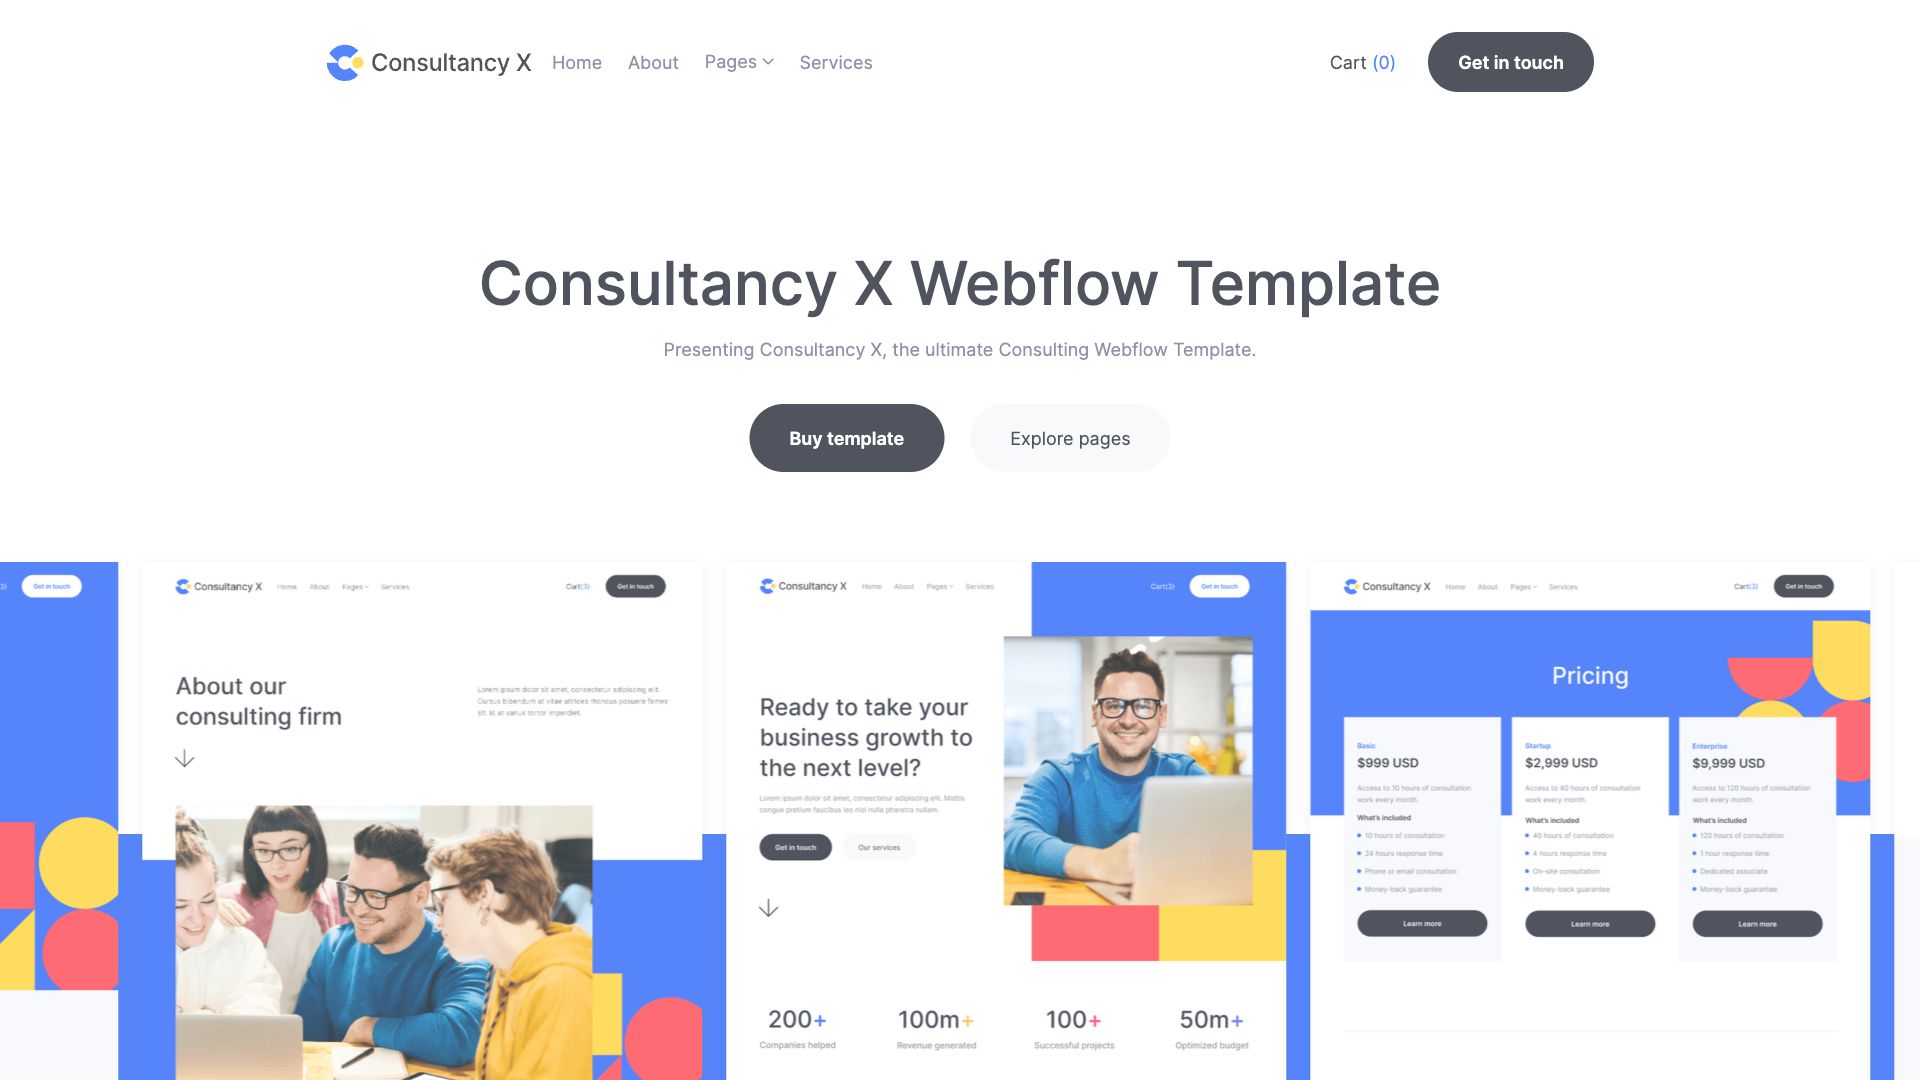 Consultancy X Home About Pages Services Cart (0) Get in touch
Consultancy X Webflow Template
Presenting Consultancy X, the ultimate Consulting Webflow Template.
Buy template Explore pages
3) Get in touch
Consultancy X Home About Pages Services Cart(3) Get in touch
About our
consulting firm
Lorem ipsum dolor sit amet, consectetur adipiscing elit.
Cursus bibendum at vitae ultrices rhoncus posuere fames
sit. Id at varius tortor imperdiet.
Consultancy X Home About Pages Services Cart(3) Get in touch
Ready to take your
business growth to
the next level?
Lorem ipsum dolor sit amet, consectetur adipiscing elit. Mattis
congue pretium faucibus leo nisl nulla pharetra nullam.
Get in touch Our services
200+ 100m+ 100+ 50m+
Companies helped Revenue generated Successful projects Optimized budget
Consultancy X Home About Pages Services Cart(3) Get in touch
Pricing
Basic
$999 USD
Access to 10 hours of consultation
work every month.
What's included
10 hours of consultation
24 hours response time
Phone or email consultation
Money-back guarantee
Learn more
Startup
$2,999 USD
Access to 40 hours of consultation
work every month.
What's included
40 hours of consultation
4 hours response time
On-site consultation
Money-back guarantee
Learn more
Enterprise
$9,999 USD
Access to 120 hours of consultation
work every month.
What's included
120 hours of consultation
1 hour response time
Dedicated associate
Money-back guarantee
Learn more